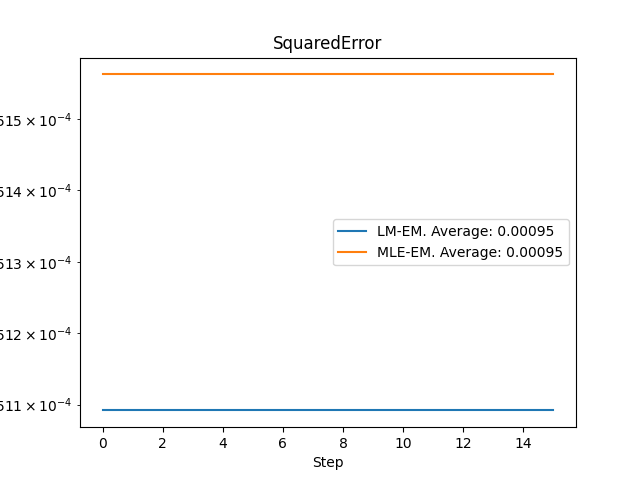 SquaredError
515 × 10⁻⁴
514 × 10⁻⁴
513 × 10⁻⁴
512 × 10⁻⁴
511 × 10⁻⁴
LM-EM. Average: 0.00095
MLE-EM. Average: 0.00095
0 2 4 6 8 10 12 14
Step